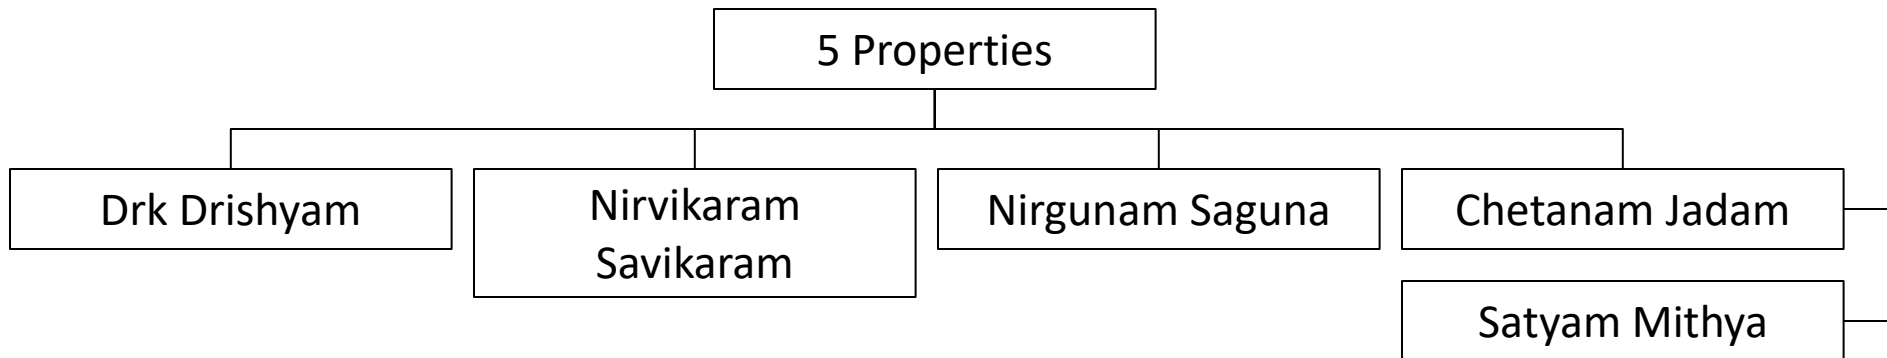 5 Properties
Drk Drishyam
Nirvikaram
Savikaram
Nirgunam Saguna
Chetanam Jadam
Satyam Mithya